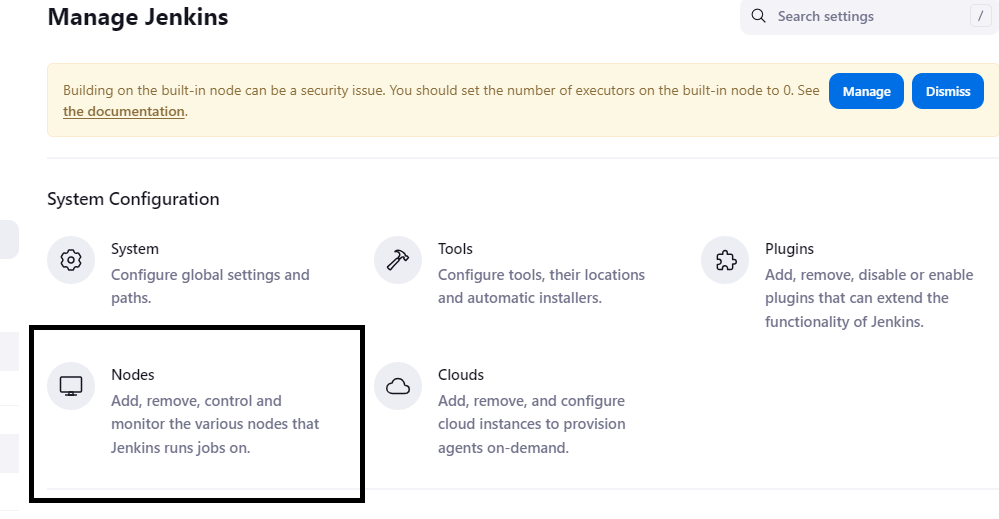 Manage Jenkins
Search settings
/
Building on the built-in node can be a security issue. You should set the number of executors on the built-in node to 0. See
the documentation.
Manage
Dismiss
System Configuration
System
Configure global settings and
paths.
Tools
Configure tools, their locations
and automatic installers.
Plugins
Add, remove, disable or enable
plugins that can extend the
functionality of Jenkins.
Nodes
Add, remove, control and
monitor the various nodes that
Jenkins runs jobs on.
Clouds
Add, remove, and configure
cloud instances to provision
agents on-demand.